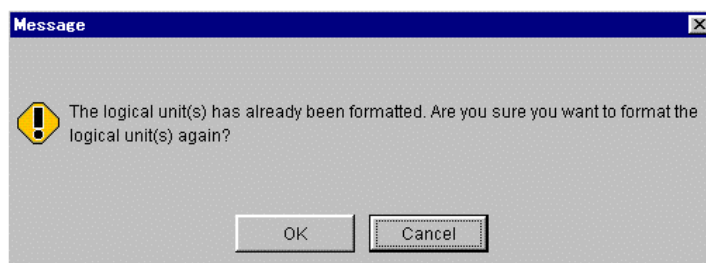 Message
The logical unit(s) has already been formatted. Are you sure you want to format the
logical unit(s) again?
OK Cancel